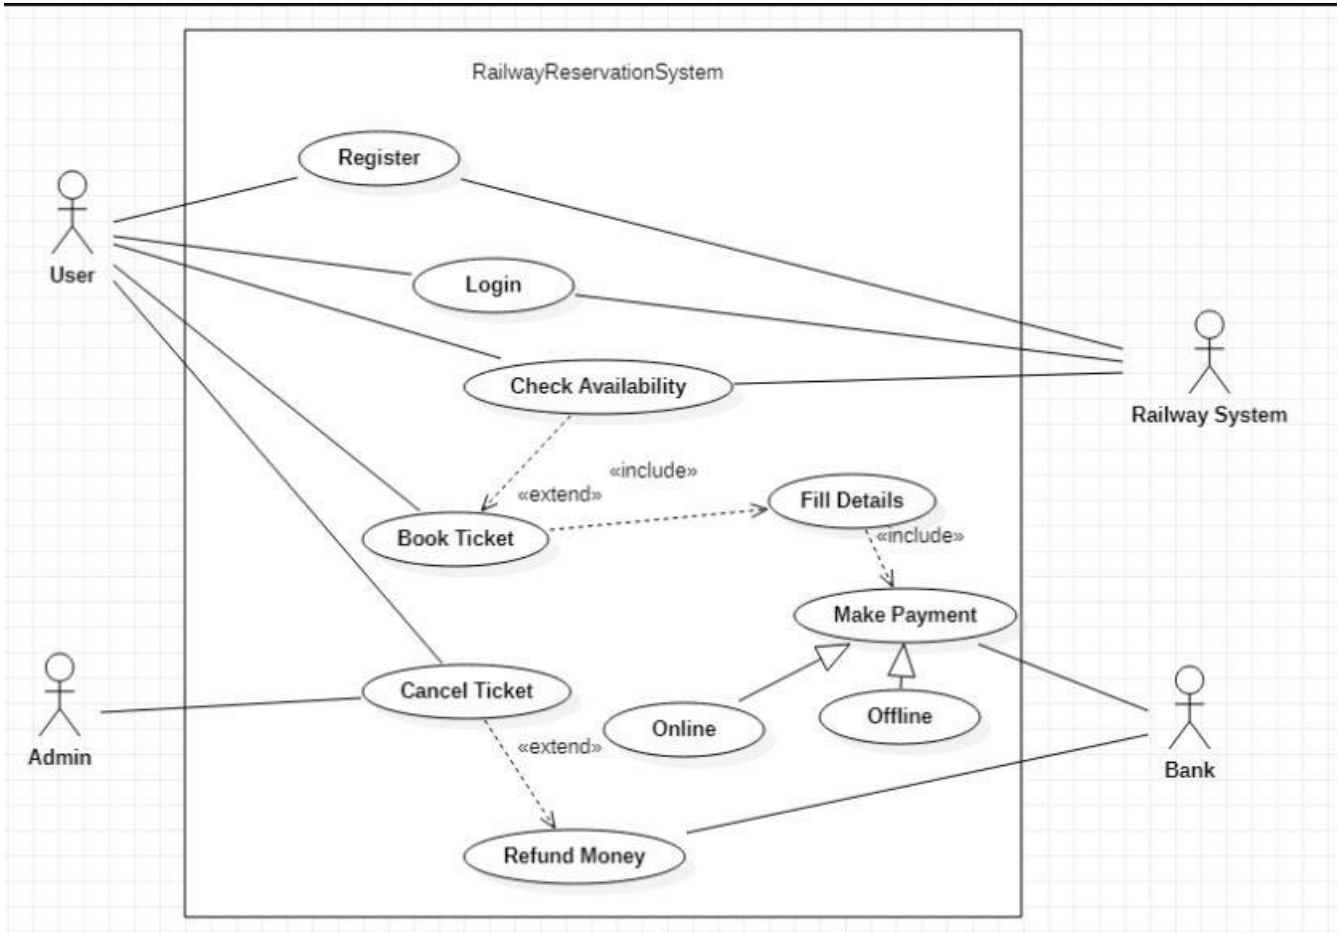 RailwayReservationSystem
Register
User
Login
Check Availability
Railway System
«include»
«extend»
Fill Details
Book Ticket
«include»
Make Payment
Cancel Ticket
Online
Offline
Admin
«extend»
Bank
Refund Money